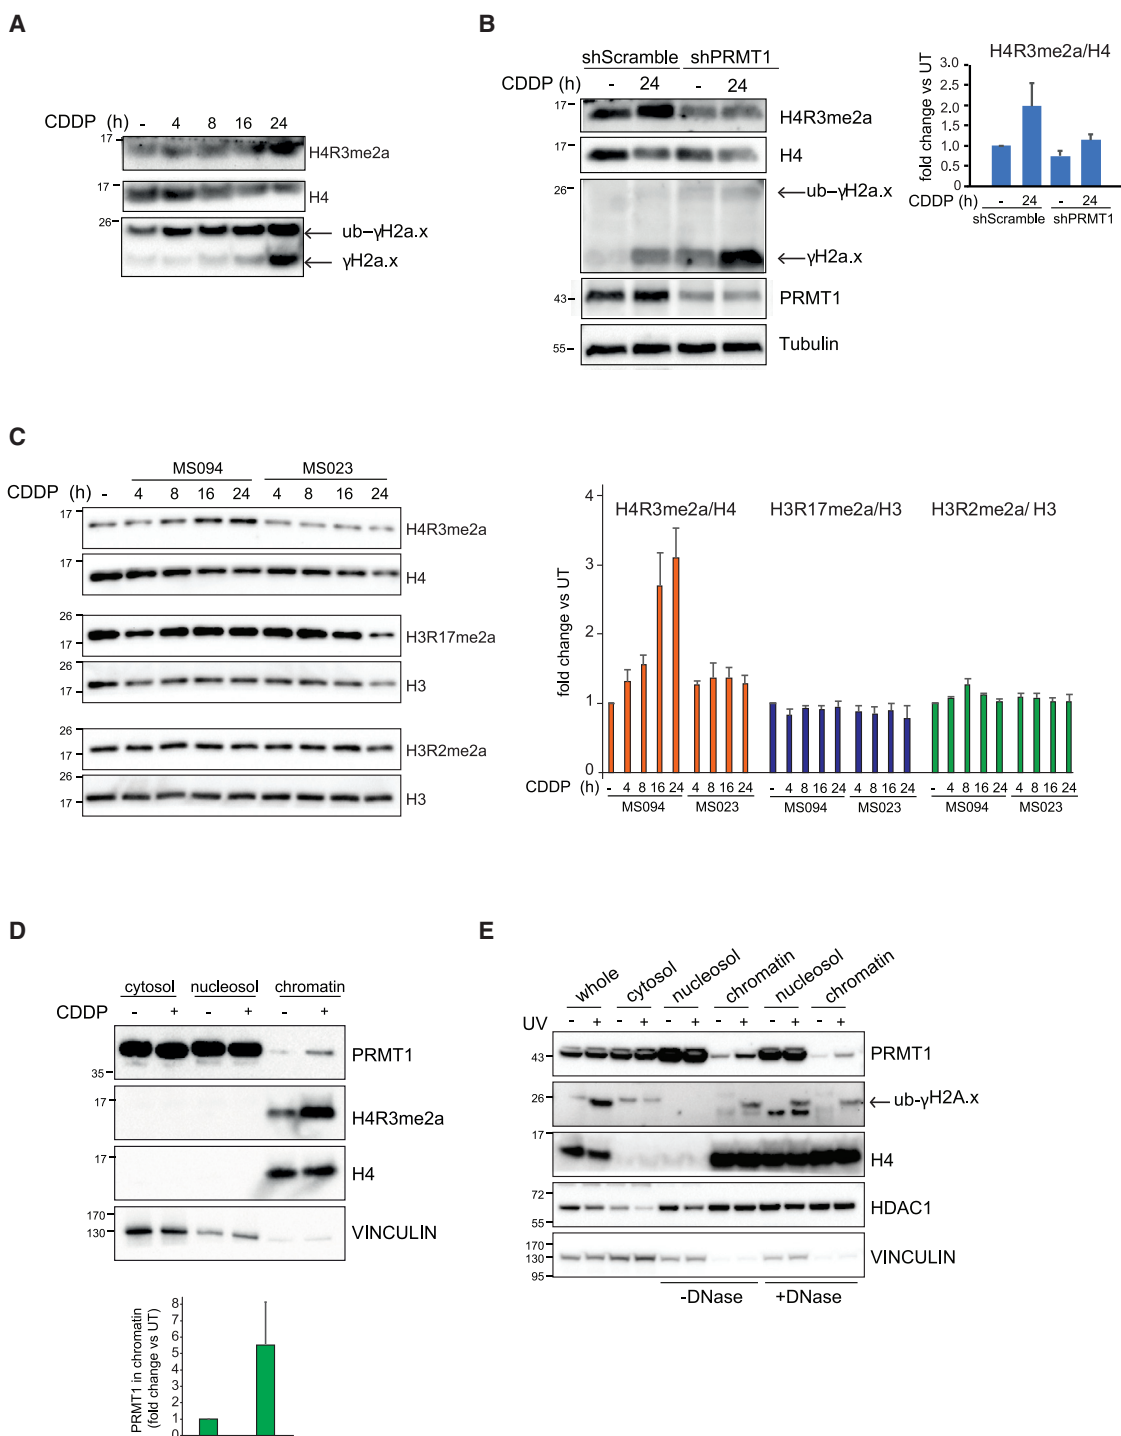 A
CDDP (h) - 4 8 16 24
17
H4R3me2a
17
H4
26
ub-γH2a.x
γH2a.x
B
shScramble shPRMT1
CDDP (h) - 24 - 24
17
H4R3me2a
17
H4
26
ub-γH2a.x
γH2a.x
43
PRMT1
55
Tubulin
H4R3me2a/H4
fold change vs UT
3.0
2.5
2.0
1.5
1.0
0.5
0
CDDP (h) - 24 - 24
shScramble shPRMT1
C
MS094 MS023
CDDP (h) - 4 8 16 24 4 8 16 24
17
H4R3me2a
17
H4
26
17
H3R17me2a
26
17
H3
26
17
H3R2me2a
26
17
H3
fold change vs UT
4
3
2
1
0
H4R3me2a/H4 H3R17me2a/H3 H3R2me2a/ H3
CDDP (h) - 4 8 16 24 4 8 16 24 - 4 8 16 24 4 8 16 24 - 4 8 16 24 4 8 16 24
MS094 MS023 MS094 MS023 MS094 MS023
D
cytosol nucleosol chromatin
CDDP - + - + - +
PRMT1
35
17
H4R3me2a
17
H4
170
130
VINCULIN
PRMT1 in chromatin
(fold change vs UT)
8
7
6
5
4
3
2
1
0
E
whole cytosol nucleosol chromatin nucleosol chromatin
UV - + - + - + - + - + - +
43
PRMT1
26
ub-γH2A.x
17
H4
72
55
HDAC1
170
130
95
VINCULIN
-DNase +DNase